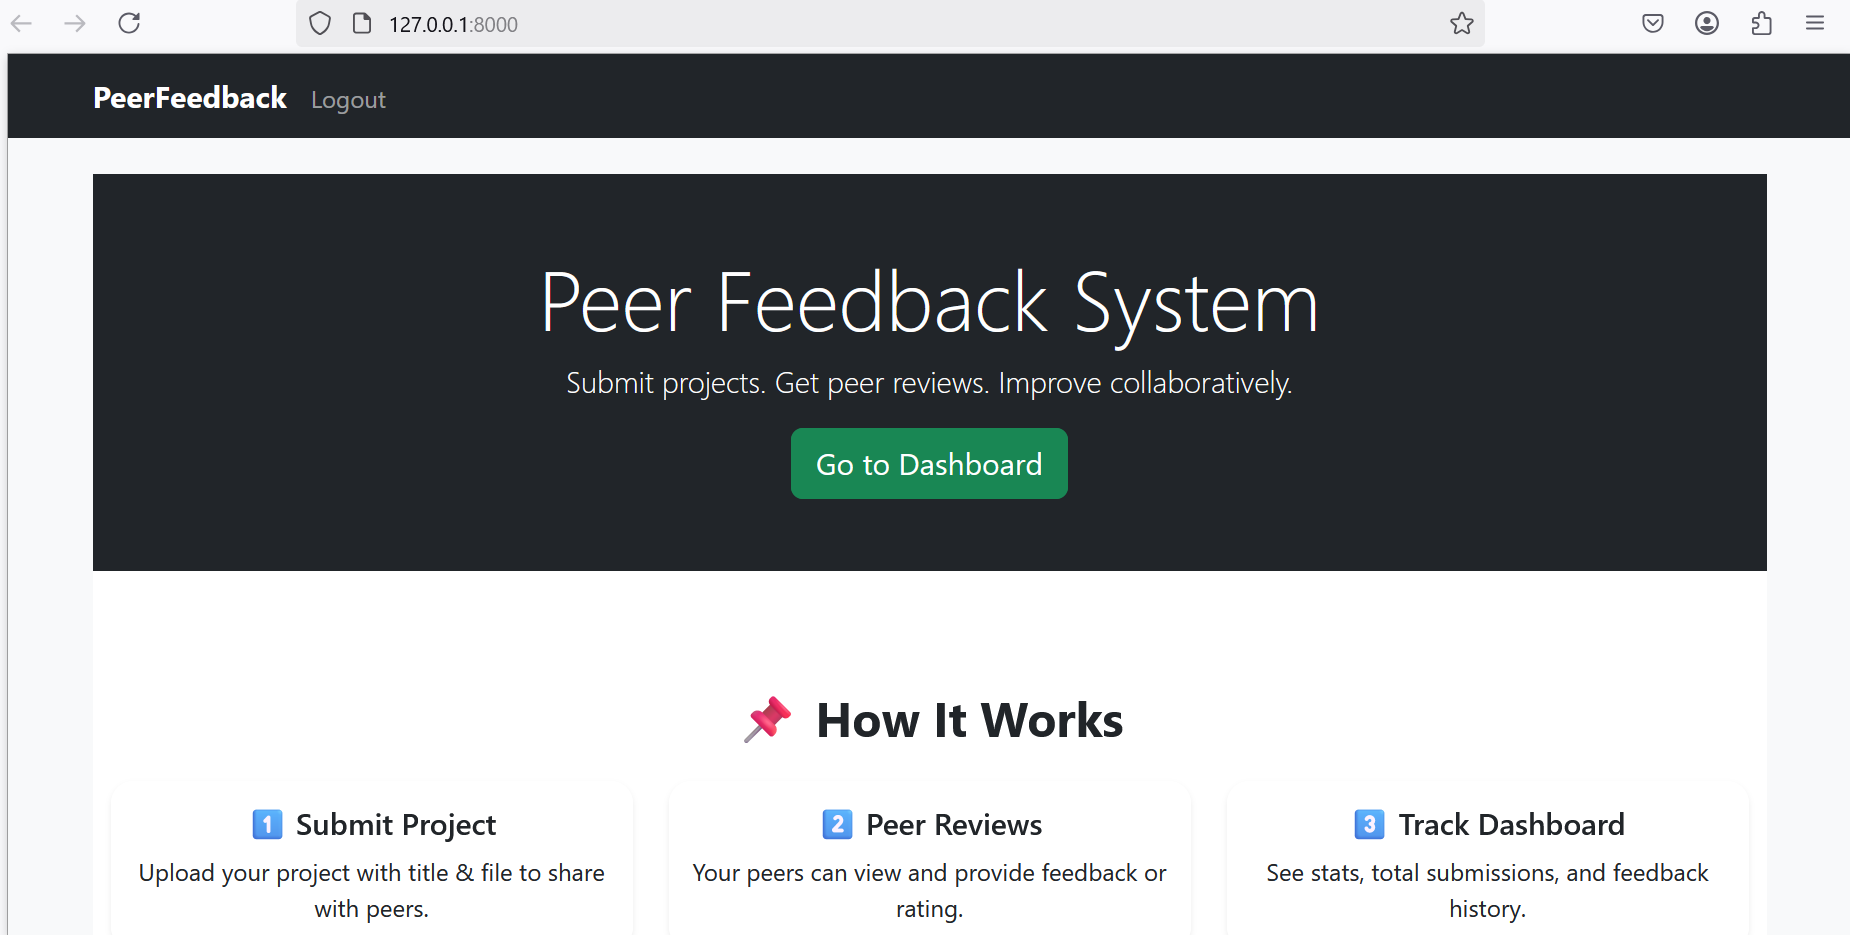 127.0.0.1:8000
PeerFeedback Logout
Peer Feedback System
Submit projects. Get peer reviews. Improve collaboratively.
Go to Dashboard
📌 How It Works
1️⃣ Submit Project
Upload your project with title & file to share
with peers.
2️⃣ Peer Reviews
Your peers can view and provide feedback or
rating.
3️⃣ Track Dashboard
See stats, total submissions, and feedback
history.